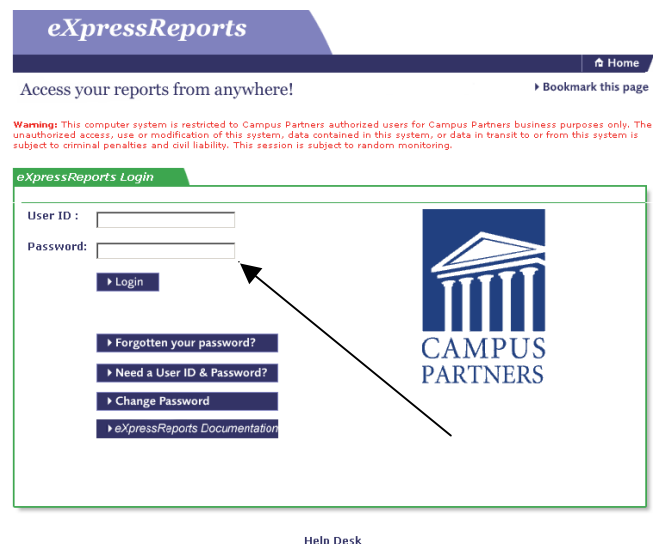 eXpressReports
Home
Access your reports from anywhere!
Bookmark this page
Warning: This computer system is restricted to Campus Partners authorized users for Campus Partners business purposes only. The
unauthorized access, use or modification of this system, data contained in this system, or data in transit to or from this system is
subject to criminal penalties and civil liability. This session is subject to random monitoring.
eXpressReports Login
User ID :
Password:
Login
Forgotten your password?
Need a User ID & Password?
Change Password
eXpressReports Documentation
CAMPUS
PARTNERS
Help Desk